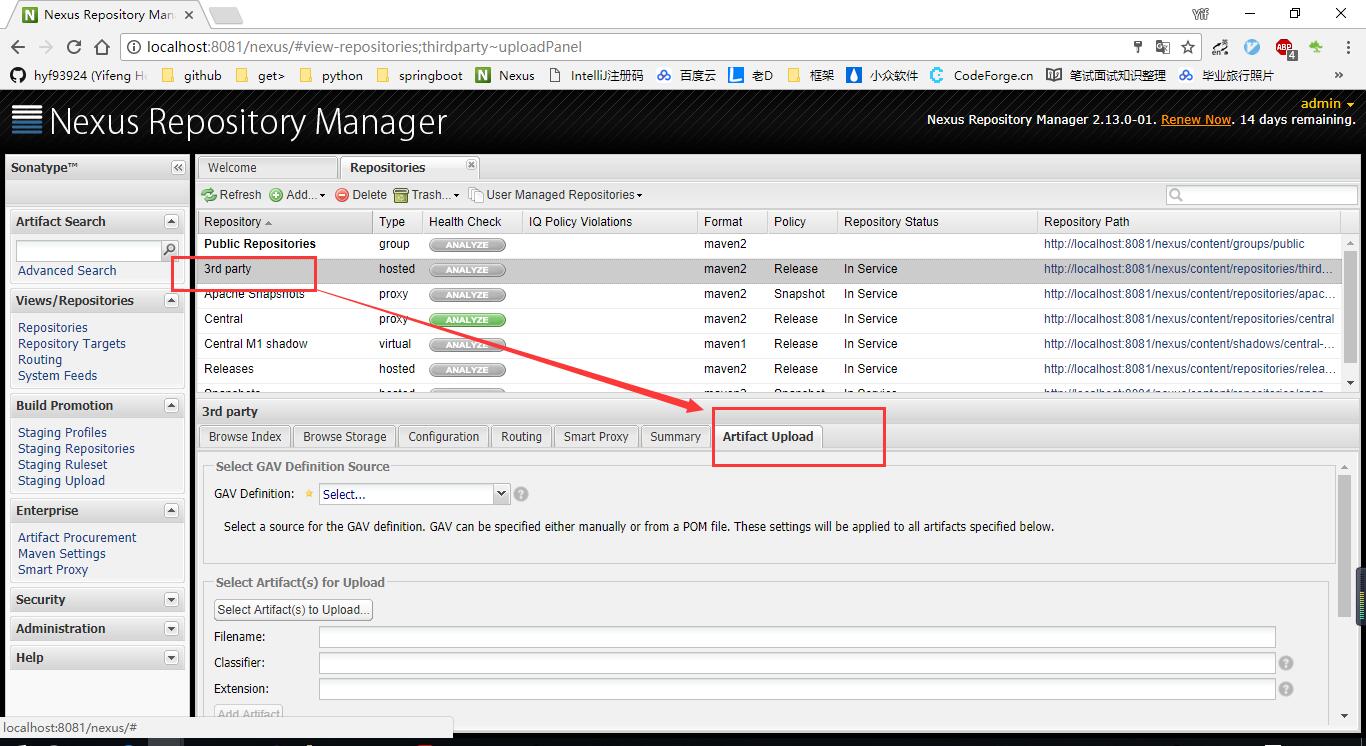 Nexus Repository Man
Yif
localhost:8081/nexus/#view-repositories;thirdparty~uploadPanel
ABP 4
hyf93924 (Yifeng H github get> python springboot Nexus IntelliJ注册码 百度云 老D 框架 小众软件 CodeForge.cn 笔试面试知识整理 毕业旅行照片 »
Nexus Repository Manager
admin
Nexus Repository Manager 2.13.0-01. Renew Now. 14 days remaining.
Sonatype™
Welcome Repositories
Refresh Add... Delete Trash... User Managed Repositories
Artifact Search
Advanced Search
Views/Repositories
Repositories
Repository Targets
Routing
System Feeds
Build Promotion
Staging Profiles
Staging Repositories
Staging Ruleset
Staging Upload
Enterprise
Artifact Procurement
Maven Settings
Smart Proxy
Security
Administration
Help
Repository Type Health Check IQ Policy Violations Format Policy Repository Status Repository Path
Public Repositories group ANALYZE maven2 http://localhost:8081/nexus/content/groups/public
3rd party hosted ANALYZE maven2 Release In Service http://localhost:8081/nexus/content/repositories/third...
Apache Snapshots proxy ANALYZE maven2 Snapshot In Service http://localhost:8081/nexus/content/repositories/apac...
Central proxy ANALYZE maven2 Release In Service http://localhost:8081/nexus/content/repositories/central
Central M1 shadow virtual ANALYZE maven1 Release In Service http://localhost:8081/nexus/content/shadows/central-...
Releases hosted ANALYZE maven2 Release In Service http://localhost:8081/nexus/content/repositories/relea...
3rd party
Browse Index Browse Storage Configuration Routing Smart Proxy Summary Artifact Upload
Select GAV Definition Source
GAV Definition: Select...
Select a source for the GAV definition. GAV can be specified either manually or from a POM file. These settings will be applied to all artifacts specified below.
Select Artifact(s) for Upload
Select Artifact(s) to Upload...
Filename:
Classifier:
Extension:
Add Artifact
localhost:8081/nexus/#